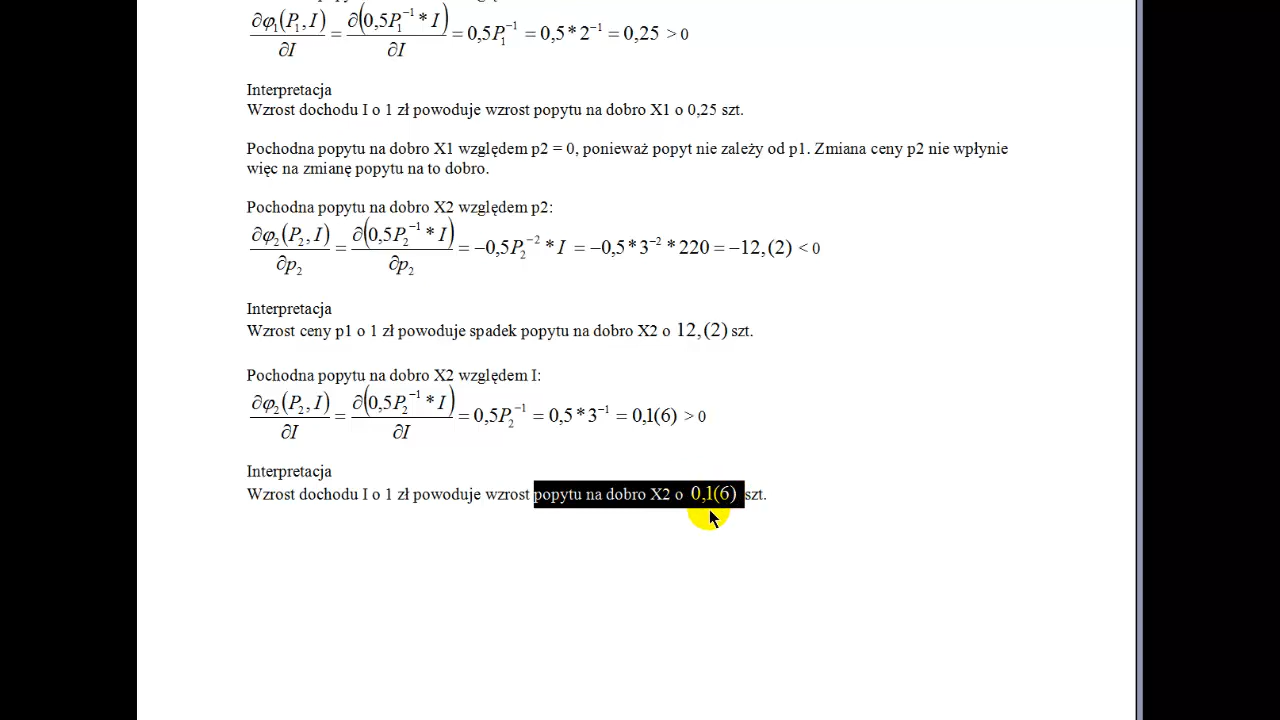 ∂φ₁(P₁, I) / ∂I = ∂(0,5P₁⁻¹ * I) / ∂I = 0,5P₁⁻¹ = 0,5 * 2⁻¹ = 0,25 > 0
Interpretacja
Wzrost dochodu I o 1 zł powoduje wzrost popytu na dobro X1 o 0,25 szt.
Pochodna popytu na dobro X1 względem p2 = 0, ponieważ popyt nie zależy od p1. Zmiana ceny p2 nie wpłynie
więc na zmianę popytu na to dobro.
Pochodna popytu na dobro X2 względem p2:
∂φ₂(P₂, I) / ∂p₂ = ∂(0,5P₂⁻¹ * I) / ∂p₂ = −0,5P₂⁻² * I = −0,5 * 3⁻² * 220 = −12,(2) < 0
Interpretacja
Wzrost ceny p1 o 1 zł powoduje spadek popytu na dobro X2 o 12,(2) szt.
Pochodna popytu na dobro X2 względem I:
∂φ₂(P₂, I) / ∂I = ∂(0,5P₂⁻¹ * I) / ∂I = 0,5P₂⁻¹ = 0,5 * 3⁻¹ = 0,1(6) > 0
Interpretacja
Wzrost dochodu I o 1 zł powoduje wzrost popytu na dobro X2 o 0,1(6) szt.